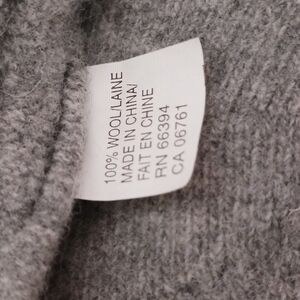 100% WOOL/LAINE
MADE IN CHINA/
FAIT EN CHINE
RN 66394
CA 06761